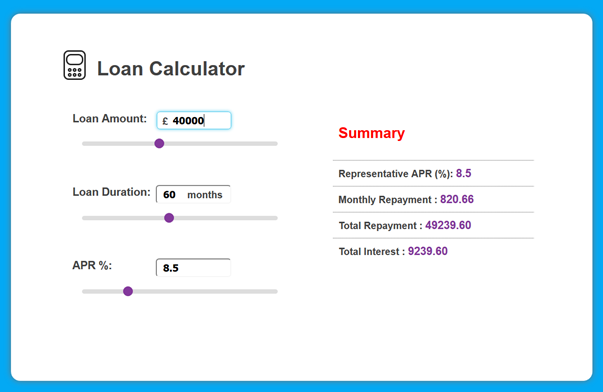 Loan Calculator
Loan Amount: £ 40000
Loan Duration: 60 months
APR %: 8.5
Summary
Representative APR (%): 8.5
Monthly Repayment : 820.66
Total Repayment : 49239.60
Total Interest : 9239.60